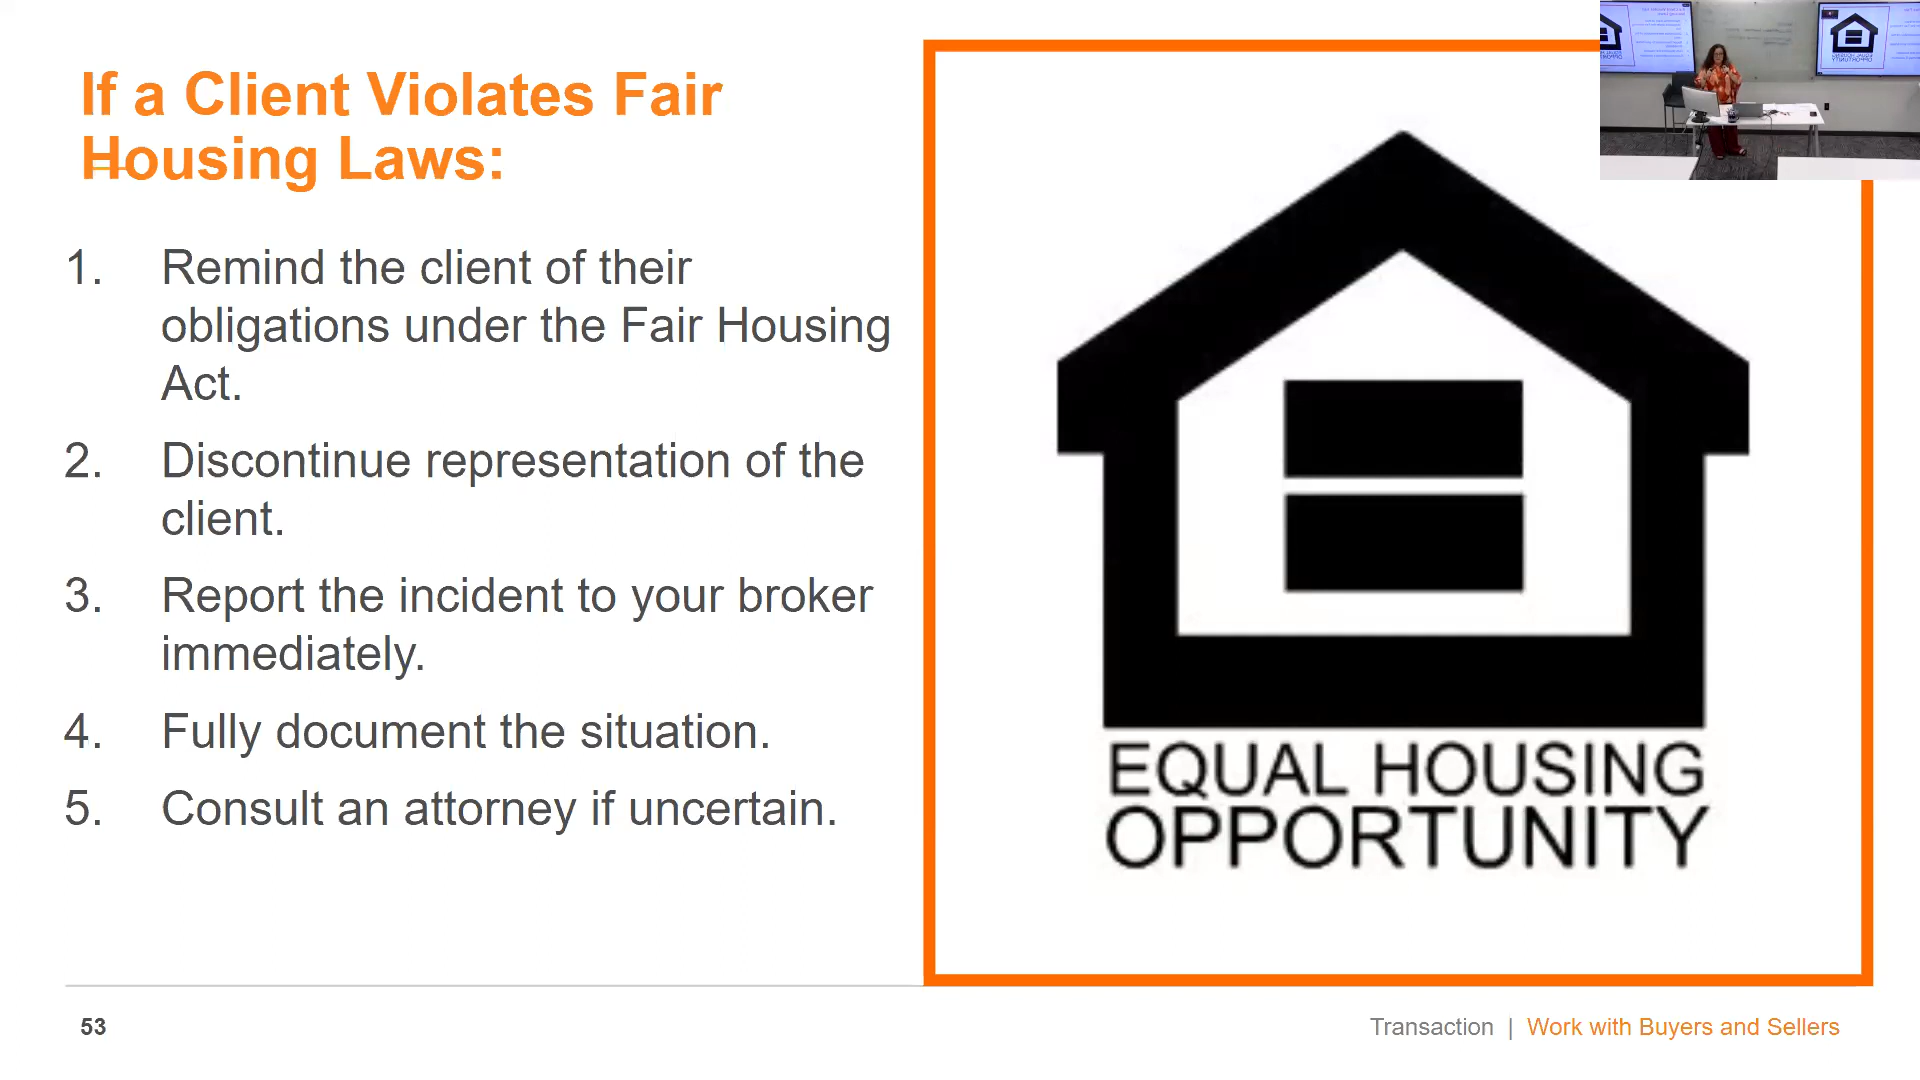 If a Client Violates Fair
Housing Laws:
1. Remind the client of their
obligations under the Fair Housing
Act.
2. Discontinue representation of the
client.
3. Report the incident to your broker
immediately.
4. Fully document the situation.
5. Consult an attorney if uncertain.
EQUAL HOUSING
OPPORTUNITY
53
Transaction | Work with Buyers and Sellers